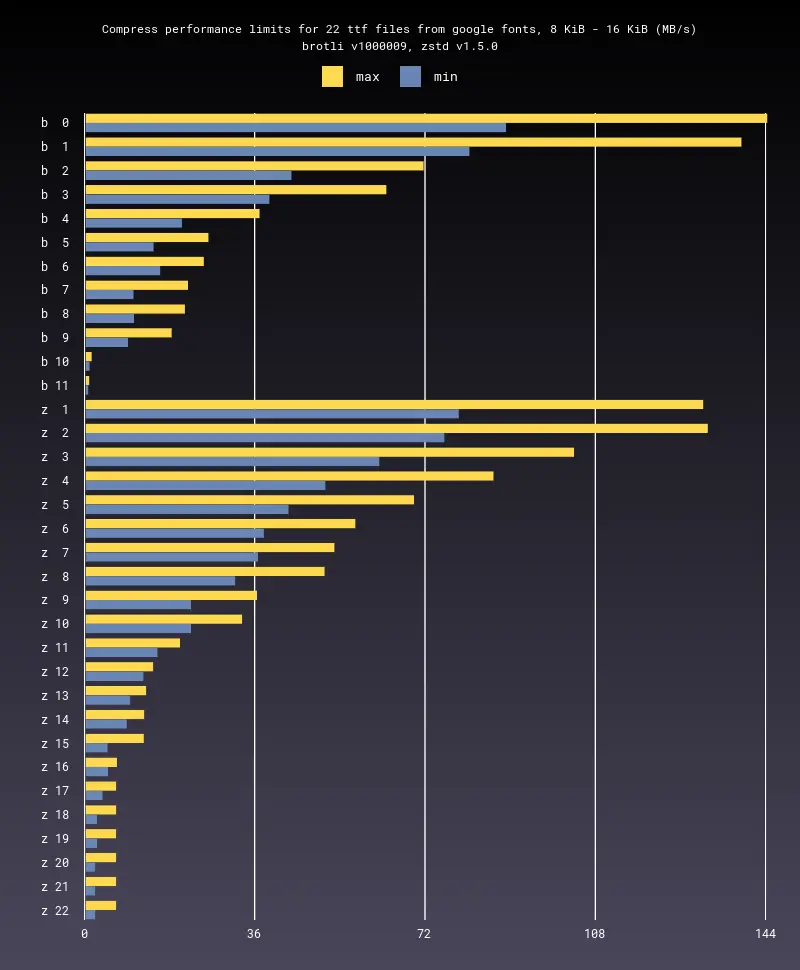 Compress performance limits for 22 ttf files from google fonts, 8 KiB - 16 KiB (MB/s)
brotli v1000009, zstd v1.5.0
max min
b 0
b 1
b 2
b 3
b 4
b 5
b 6
b 7
b 8
b 9
b 10
b 11
z 1
z 2
z 3
z 4
z 5
z 6
z 7
z 8
z 9
z 10
z 11
z 12
z 13
z 14
z 15
z 16
z 17
z 18
z 19
z 20
z 21
z 22
0 36 72 108 144